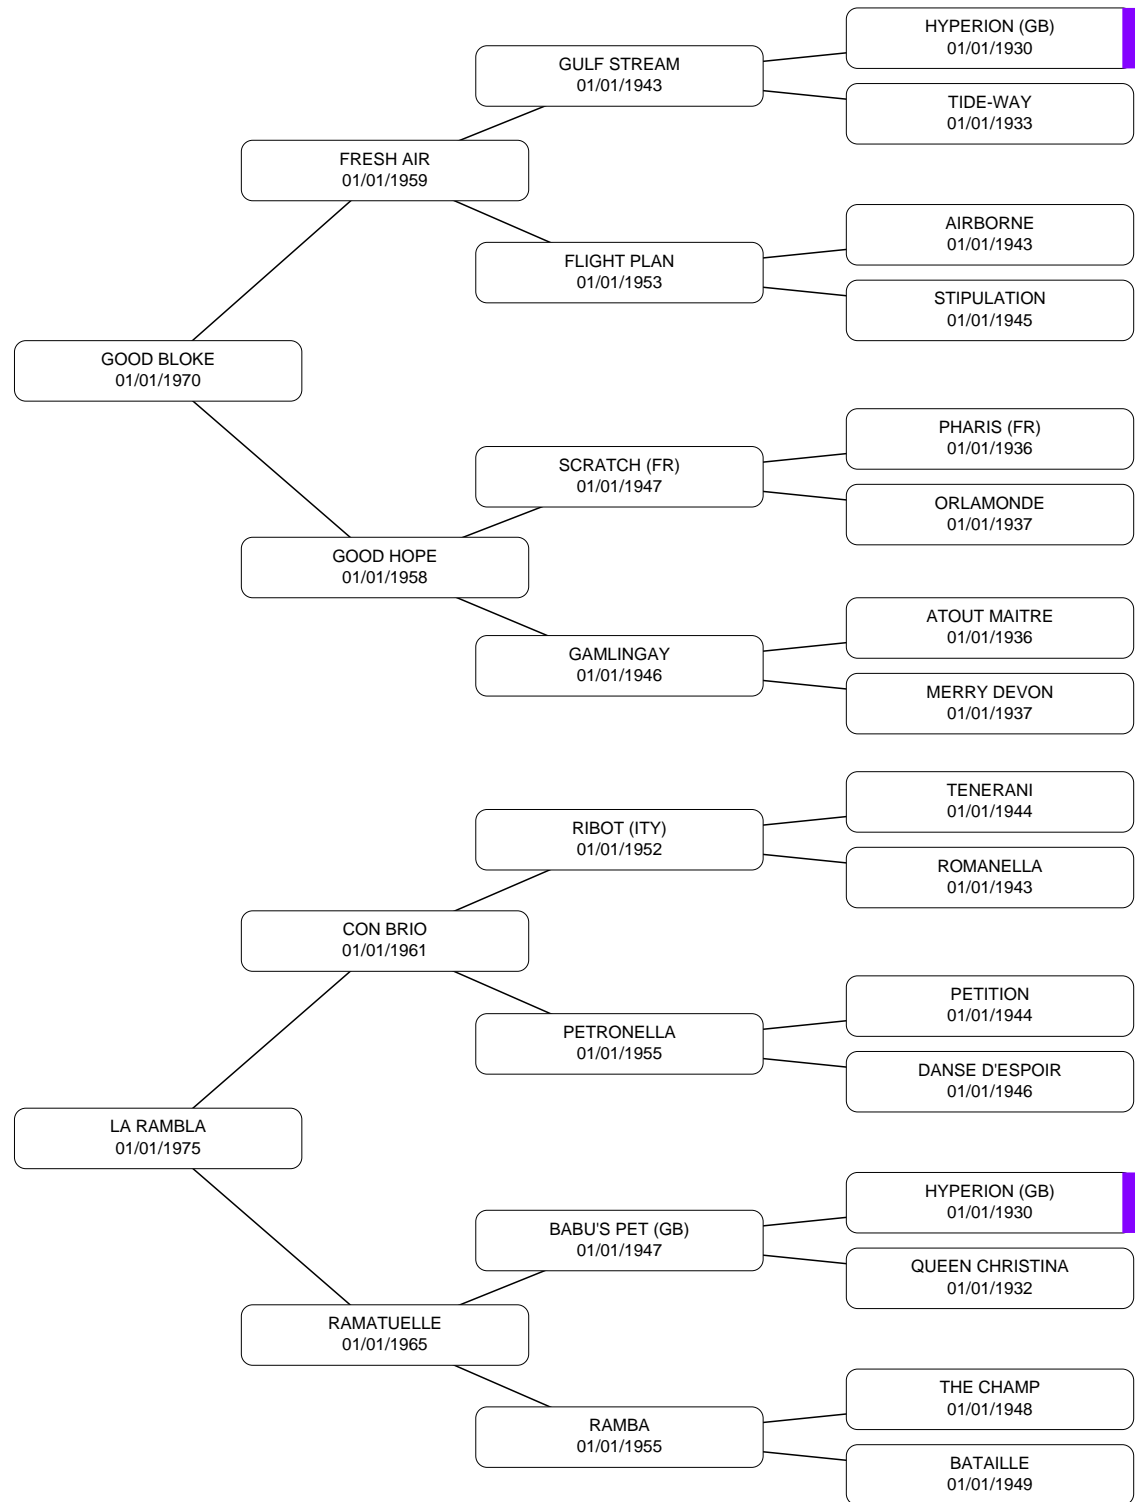 HYPERION (GB)
01/01/1930
GULF STREAM
01/01/1943
TIDE-WAY
01/01/1933
FRESH AIR
01/01/1959
AIRBORNE
01/01/1943
FLIGHT PLAN
01/01/1953
STIPULATION
01/01/1945
GOOD BLOKE
01/01/1970
PHARIS (FR)
01/01/1936
SCRATCH (FR)
01/01/1947
ORLAMONDE
01/01/1937
GOOD HOPE
01/01/1958
ATOUT MAITRE
01/01/1936
GAMLINGAY
01/01/1946
MERRY DEVON
01/01/1937
TENERANI
01/01/1944
RIBOT (ITY)
01/01/1952
ROMANELLA
01/01/1943
CON BRIO
01/01/1961
PETITION
01/01/1944
PETRONELLA
01/01/1955
DANSE D'ESPOIR
01/01/1946
LA RAMBLA
01/01/1975
HYPERION (GB)
01/01/1930
BABU'S PET (GB)
01/01/1947
QUEEN CHRISTINA
01/01/1932
RAMATUELLE
01/01/1965
THE CHAMP
01/01/1948
RAMBA
01/01/1955
BATAILLE
01/01/1949